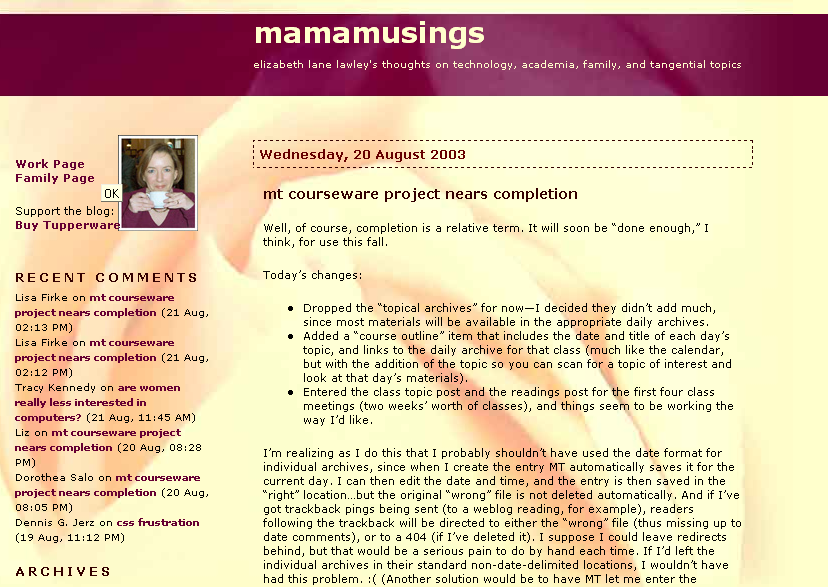 mamamusings
elizabeth lane lawley's thoughts on technology, academia, family, and tangential topics
Work Page
Family Page
OK
Support the blog:
Buy Tupperware
RECENT COMMENTS
Lisa Firke on mt courseware
project nears completion (21 Aug,
02:13 PM)
Lisa Firke on mt courseware
project nears completion (21 Aug,
02:12 PM)
Tracy Kennedy on are women
really less interested in
computers? (21 Aug, 11:45 AM)
Liz on mt courseware project
nears completion (20 Aug, 08:28
PM)
Dorothea Salo on mt courseware
project nears completion (20 Aug,
08:05 PM)
Dennis G. Jerz on css frustration
(19 Aug, 11:12 PM)
ARCHIVES
Wednesday, 20 August 2003
mt courseware project nears completion
Well, of course, completion is a relative term. It will soon be “done enough,” I
think, for use this fall.
Today’s changes:
• Dropped the “topical archives” for now—I decided they didn’t add much,
since most materials will be available in the appropriate daily archives.
• Added a “course outline” item that includes the date and title of each day’s
topic, and links to the daily archive for that class (much like the calendar,
but with the addition of the topic so you can scan for a topic of interest and
look at that day’s materials).
• Entered the class topic post and the readings post for the first four class
meetings (two weeks’ worth of classes), and things seem to be working the
way I’d like.
I’m realizing as I do this that I probably shouldn’t have used the date format for
individual archives, since when I create the entry MT automatically saves it for the
current day. I can then edit the date and time, and the entry is then saved in the
“right” location…but the original “wrong” file is not deleted automatically. And if I’ve
got trackback pings being sent (to a weblog reading, for example), readers
following the trackback will be directed to either the “wrong” file (thus missing up to
date comments), or to a 404 (if I’ve deleted it). I suppose I could leave redirects
behind, but that would be a serious pain to do by hand each time. If I’d left the
individual archives in their standard non-date-delimited locations, I wouldn’t have
had this problem. :( (Another solution would be to have MT let me enter the